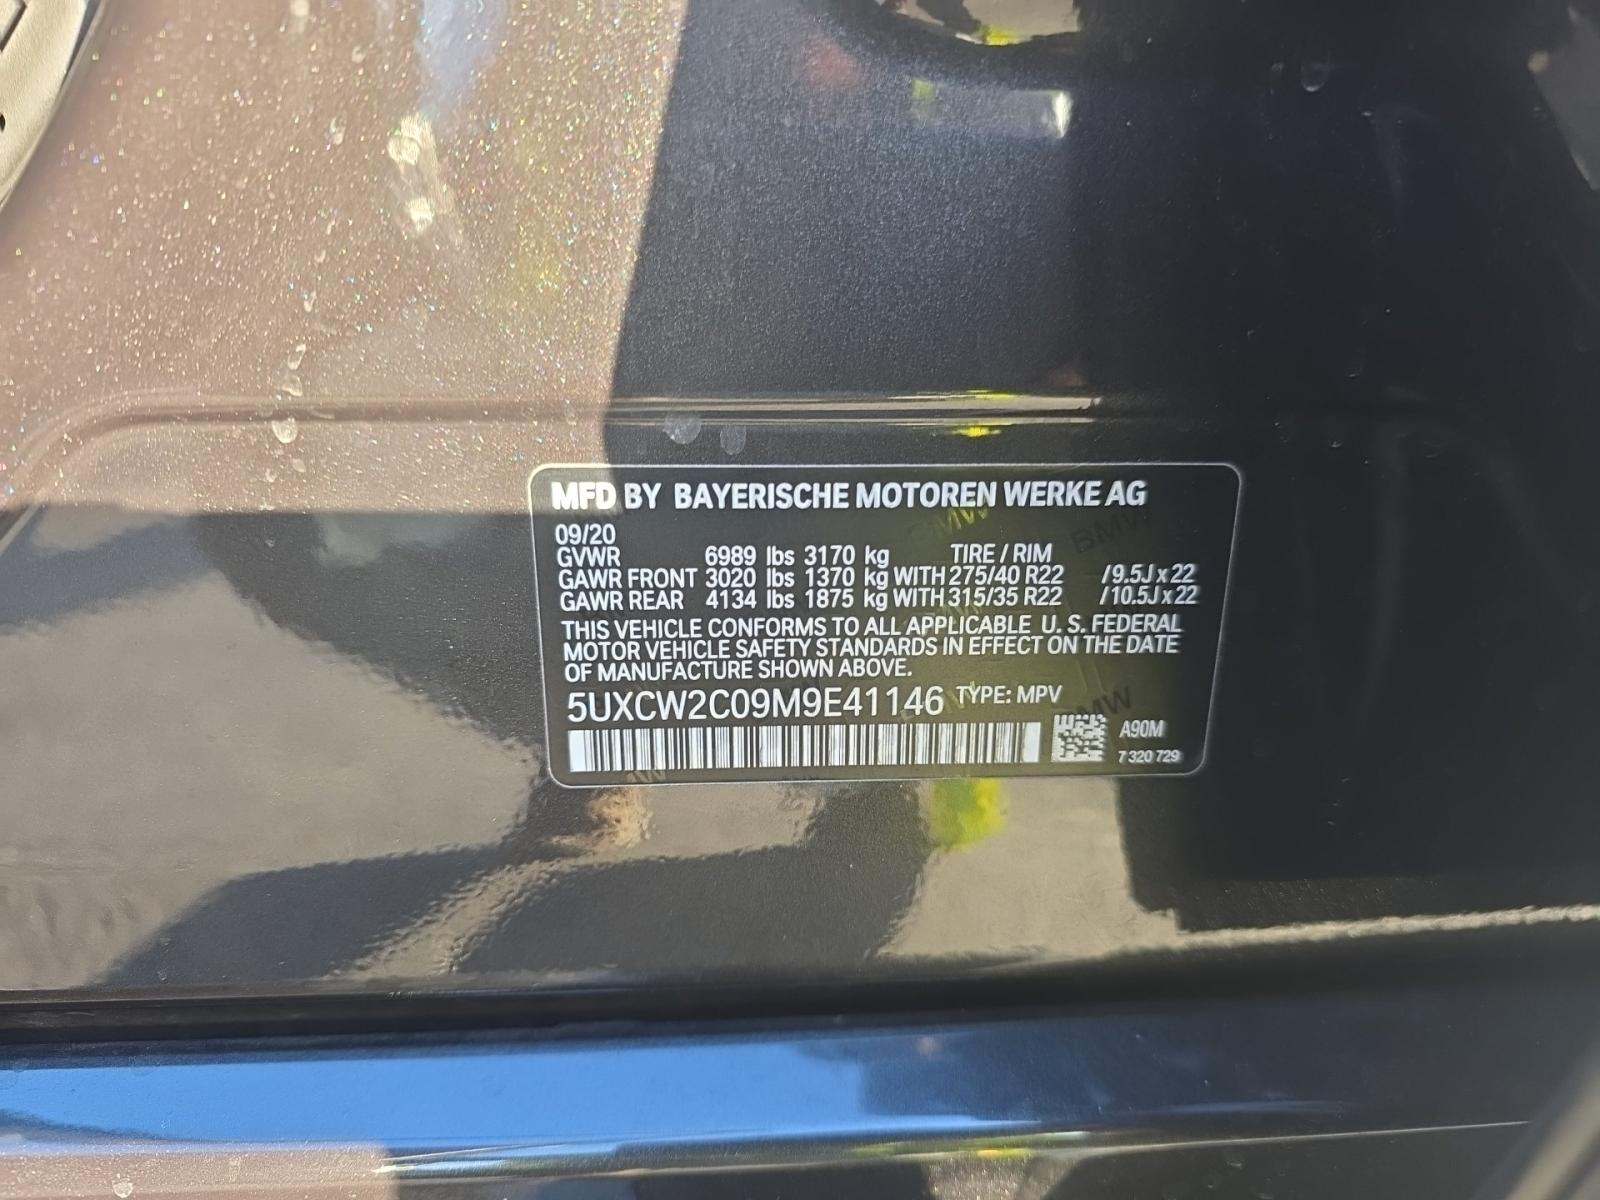 MFD BY BAYERISCHE MOTOREN WERKE AG
09/20
GVWR 6989 lbs 3170 kg TIRE / RIM
GAWR FRONT 3020 lbs 1370 kg WITH 275/40 R22 /9.5J x 22
GAWR REAR 4134 lbs 1875 kg WITH 315/35 R22 /10.5J x 22
THIS VEHICLE CONFORMS TO ALL APPLICABLE U. S. FEDERAL
MOTOR VEHICLE SAFETY STANDARDS IN EFFECT ON THE DATE
OF MANUFACTURE SHOWN ABOVE.
5UXCW2C09M9E41146 TYPE: MPV
A90M
7 320 729
BMW
BMW
BMW